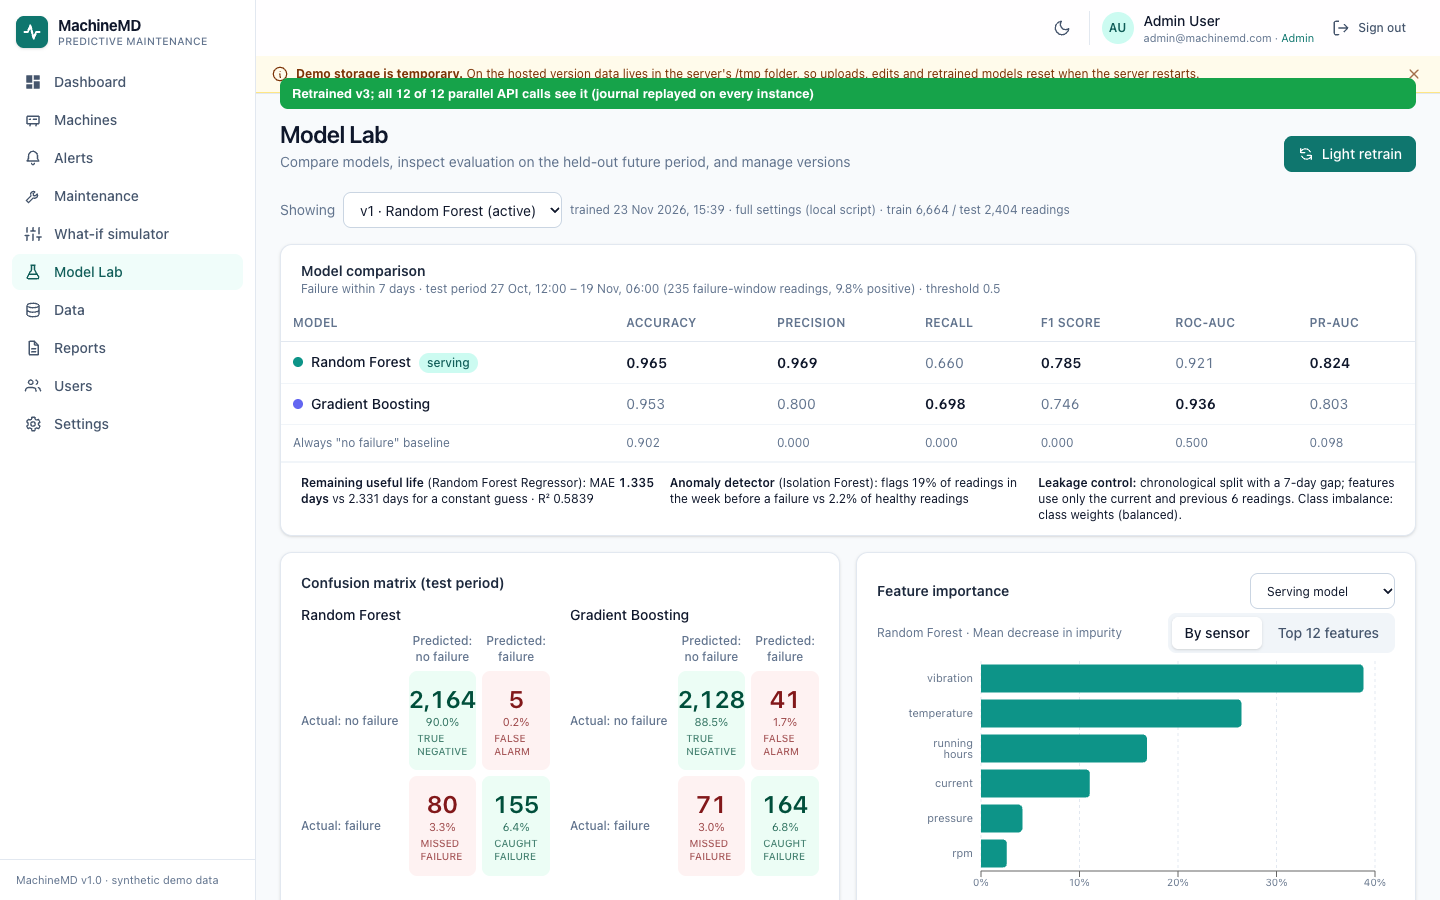 MachineMD
PREDICTIVE MAINTENANCE
Dashboard
Machines
Alerts
Maintenance
What-if simulator
Model Lab
Data
Reports
Users
Settings
MachineMD v1.0 · synthetic demo data
AU
Admin User
admin@machinemd.com · Admin
Sign out
Demo storage is temporary. On the hosted version data lives in the server's /tmp folder, so uploads, edits and retrained models reset when the server restarts.
Retrained v3; all 12 of 12 parallel API calls see it (journal replayed on every instance)
Model Lab
Compare models, inspect evaluation on the held-out future period, and manage versions
Light retrain
Showing
v1 · Random Forest (active)
trained 23 Nov 2026, 15:39 · full settings (local script) · train 6,664 / test 2,404 readings
Model comparison
Failure within 7 days · test period 27 Oct, 12:00 – 19 Nov, 06:00 (235 failure-window readings, 9.8% positive) · threshold 0.5
MODEL ACCURACY PRECISION RECALL F1 SCORE ROC-AUC PR-AUC
Random Forest serving 0.965 0.969 0.660 0.785 0.921 0.824
Gradient Boosting 0.953 0.800 0.698 0.746 0.936 0.803
Always "no failure" baseline 0.902 0.000 0.000 0.000 0.500 0.098
Remaining useful life (Random Forest Regressor): MAE 1.335
days vs 2.331 days for a constant guess · R² 0.5839
Anomaly detector (Isolation Forest): flags 19% of readings in
the week before a failure vs 2.2% of healthy readings
Leakage control: chronological split with a 7-day gap; features
use only the current and previous 6 readings. Class imbalance:
class weights (balanced).
Confusion matrix (test period)
Random Forest
Predicted:
no failure
Predicted:
failure
Actual: no failure
2,164
90.0%
TRUE
NEGATIVE
5
0.2%
FALSE
ALARM
Actual: failure
80
3.3%
MISSED
FAILURE
155
6.4%
CAUGHT
FAILURE
Gradient Boosting
Predicted:
no failure
Predicted:
failure
Actual: no failure
2,128
88.5%
TRUE
NEGATIVE
41
1.7%
FALSE
ALARM
Actual: failure
71
3.0%
MISSED
FAILURE
164
6.8%
CAUGHT
FAILURE
Feature importance
Serving model
Random Forest · Mean decrease in impurity
By sensor
Top 12 features
vibration
temperature
running
hours
current
pressure
rpm
0% 10% 20% 30% 40%